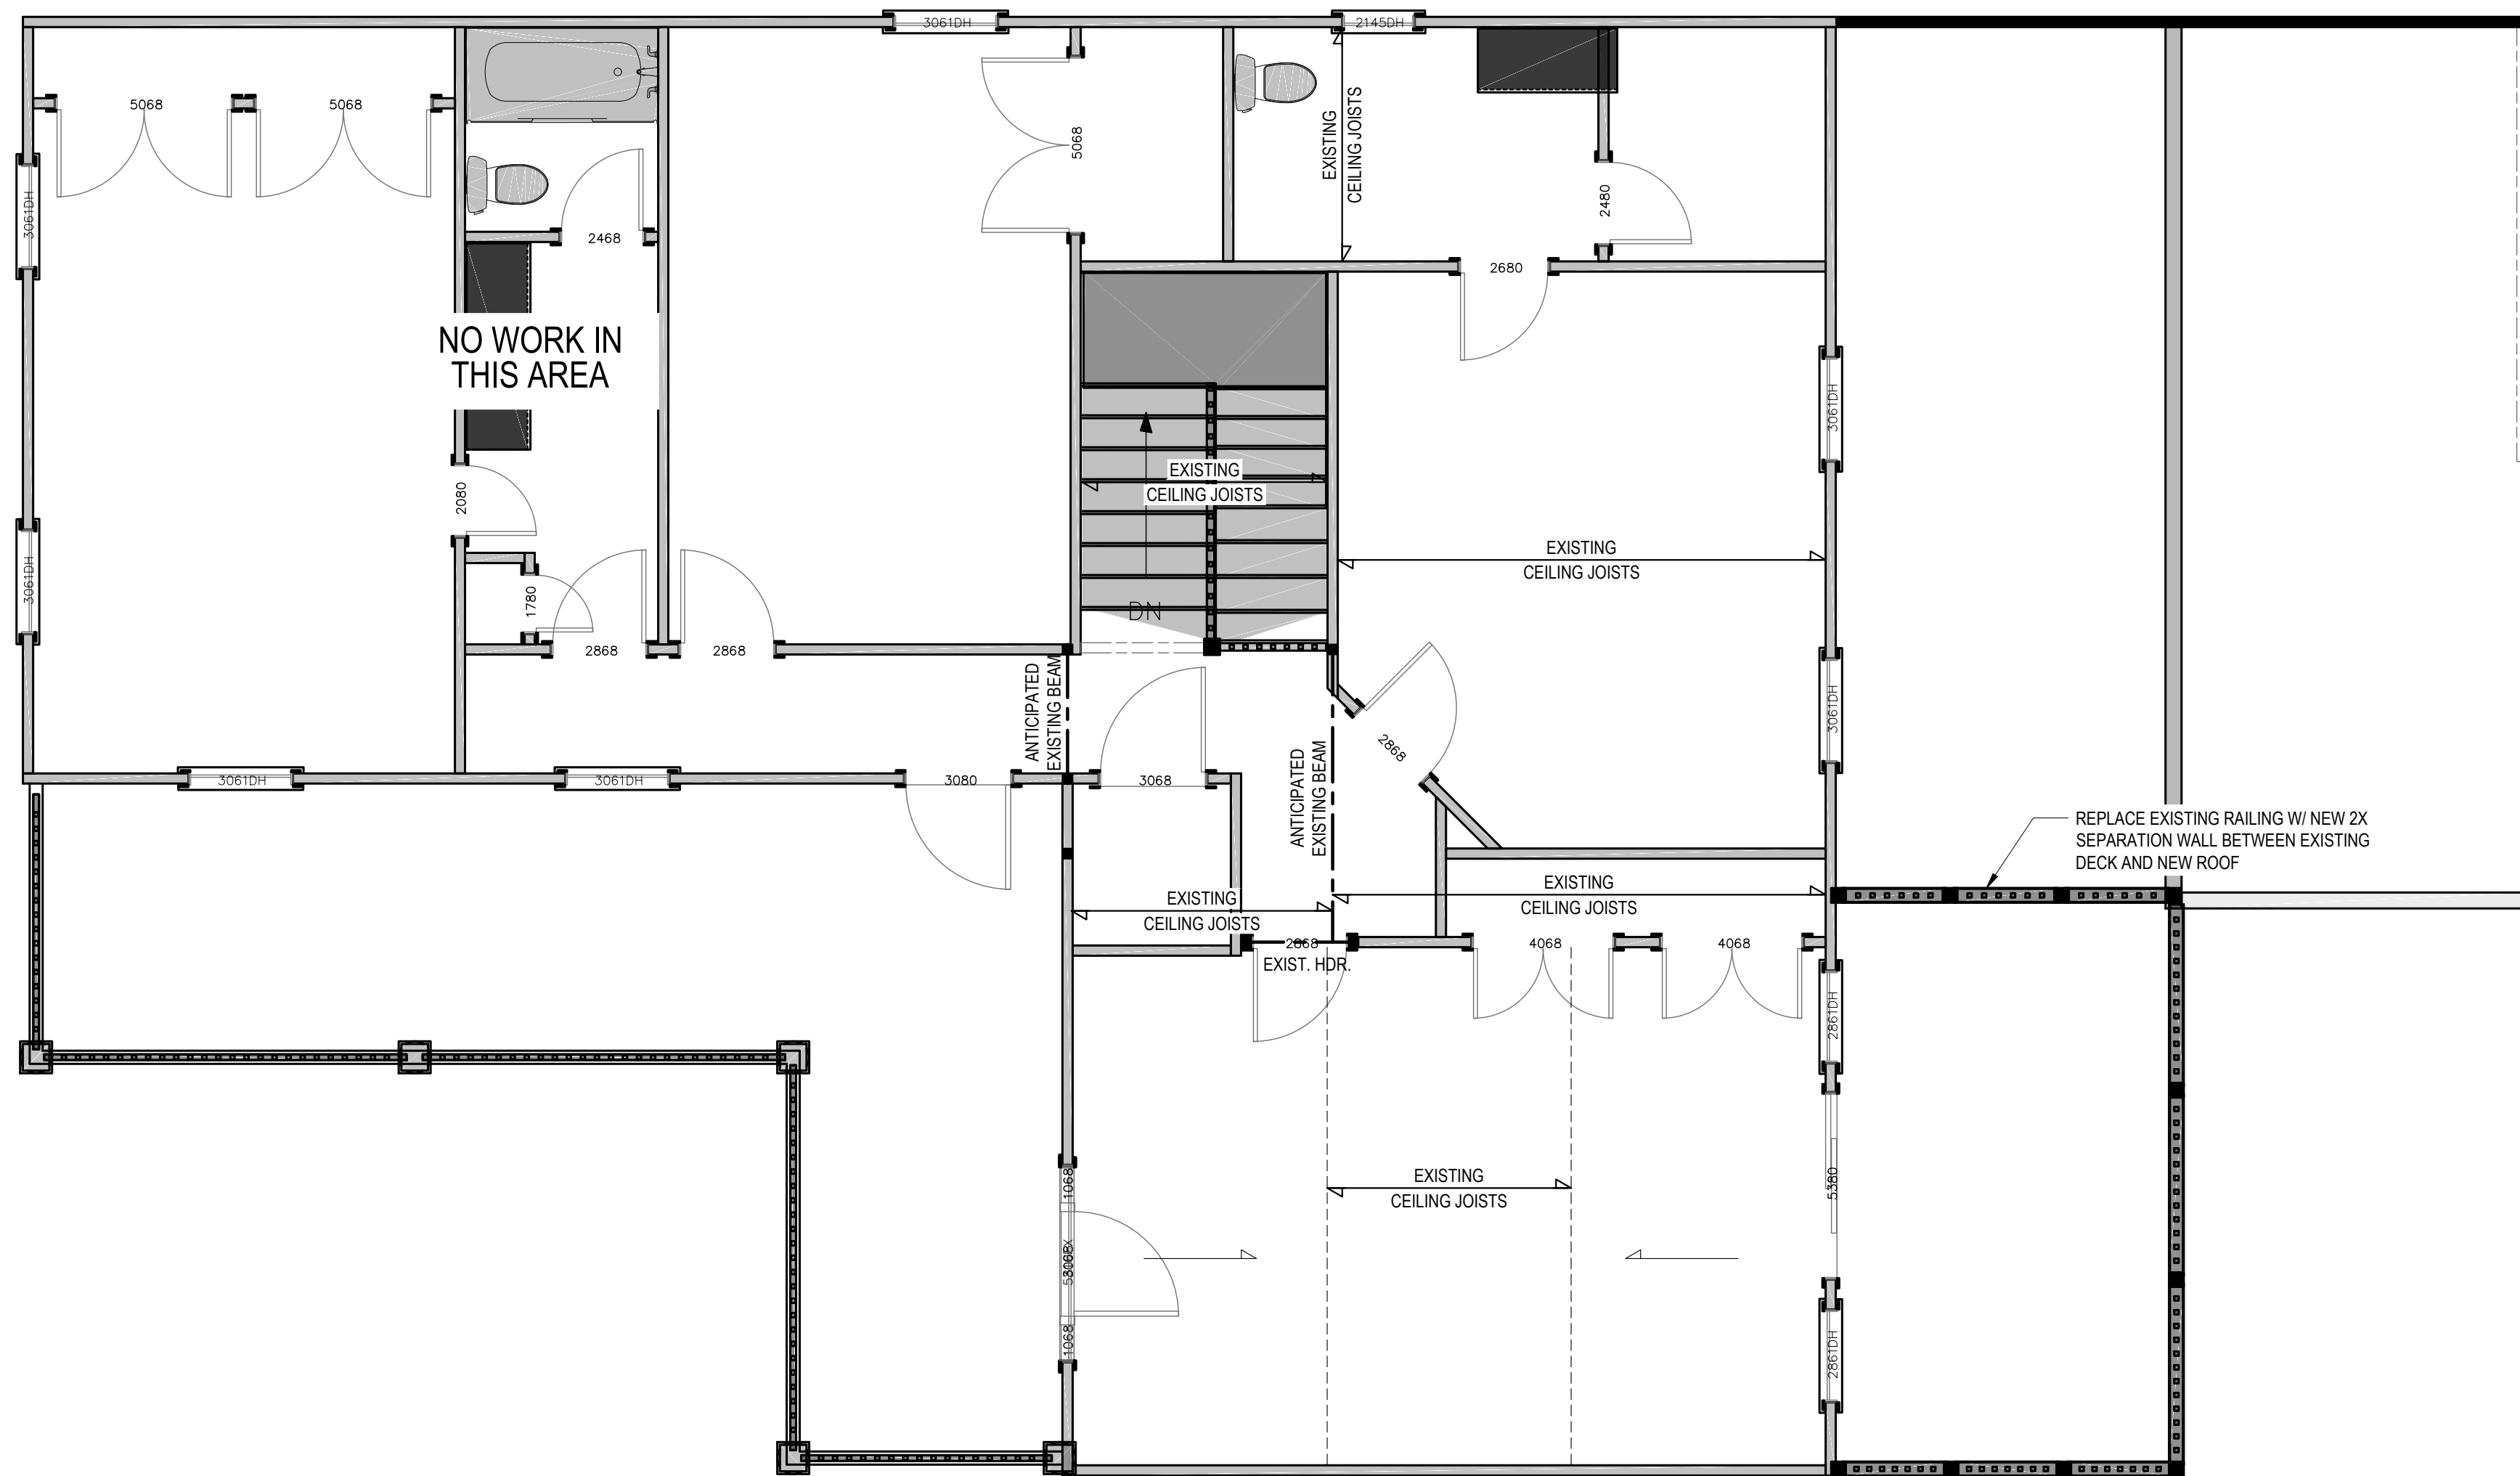 3061DH
2145DH
5068
5068
5068
EXISTING
CEILING JOISTS
3061DH
2480
2468
2680
NO WORK IN
THIS AREA
3061DH
EXISTING
CEILING JOISTS
2080
EXISTING
CEILING JOISTS
3061DH
1780
DN
2868
2868
ANTICIPATED
EXISTING BEAM
3061DH
2868
ANTICIPATED
EXISTING BEAM
3061DH
3061DH
3080
3068
REPLACE EXISTING RAILING W/ NEW 2X
SEPARATION WALL BETWEEN EXISTING
DECK AND NEW ROOF
EXISTING
CEILING JOISTS
EXISTING
CEILING JOISTS
2868
EXIST. HDR.
4068
4068
2861DH
1068
EXISTING
CEILING JOISTS
5380
1068
2861DH